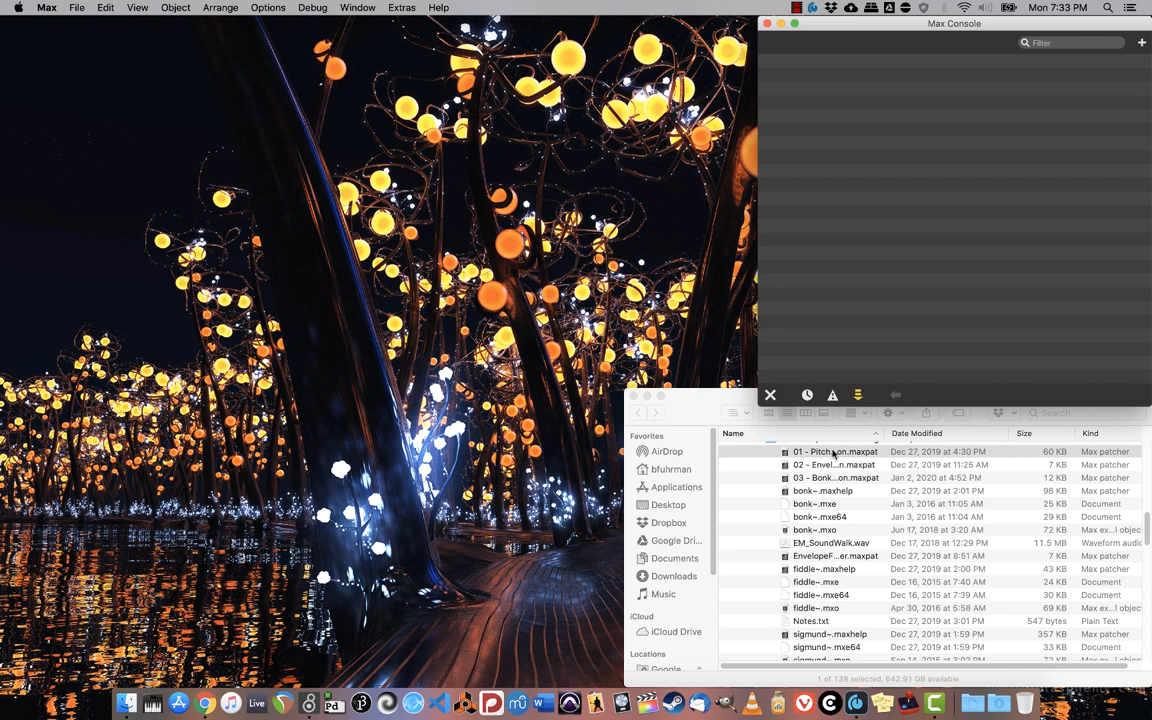 Max File Edit View Object Arrange Options Debug Window Extras Help Mon 7:33 PM
Max Console
Filter
Search
Name Date Modified Size Kind
Favorites
AirDrop
bfuhrman
Applications
Desktop
Dropbox
Google Dri...
Documents
Downloads
Music
iCloud
iCloud Drive
Locations
Google
01 - Pitch...on.maxpat Dec 27, 2019 at 4:30 PM 60 KB Max patcher
02 - Envel...n.maxpat Dec 27, 2019 at 11:25 AM 7 KB Max patcher
03 - Bonk...on.maxpat Jan 2, 2020 at 4:52 PM 12 KB Max patcher
bonk~.maxhelp Dec 27, 2019 at 2:01 PM 96 KB Max patcher
bonk~.mxe Jan 3, 2016 at 11:05 AM 25 KB Document
bonk~.mxe64 Jan 3, 2016 at 11:04 AM 29 KB Document
bonk~.mxo Jun 17, 2018 at 3:20 AM 72 KB Max ex...l objec
EM_SoundWalk.wav Dec 17, 2018 at 12:29 PM 11.5 MB Waveform audio
EnvelopeF...er.maxpat Dec 27, 2019 at 8:51 AM 7 KB Max patcher
fiddle~.maxhelp Dec 27, 2019 at 2:00 PM 43 KB Max patcher
fiddle~.mxe Dec 16, 2015 at 7:40 AM 24 KB Document
fiddle~.mxe64 Dec 16, 2015 at 7:39 AM 30 KB Document
fiddle~.mxo Apr 30, 2016 at 5:58 AM 69 KB Max ex...l objec
Notes.txt Dec 27, 2019 at 3:01 PM 547 bytes Plain Text
sigmund~.maxhelp Dec 27, 2019 at 1:59 PM 357 KB Max patcher
sigmund~.mxe64 Dec 27, 2019 at 1:59 AM 33 KB Document
1 of 138 selected, 642.91 GB available
Live
Pd